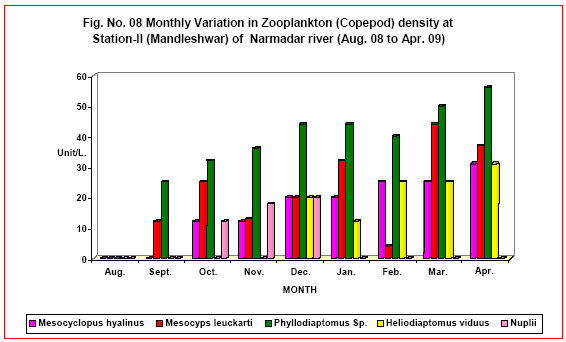 Fig. No. 08 Monthly Variation in Zooplankton (Copepod) density at
Station-II (Mandleshwar) of Narmadar river (Aug. 08 to Apr. 09)
60
50
40
Unit/L.
30
20
10
0
Aug. Sept. Oct. Nov. Dec. Jan. Feb. Mar. Apr.
MONTH
Mesocyclopus hyalinus Mesocyps leuckarti Phyllodiaptomus Sp. Heliodiaptomus viduus Nuplii